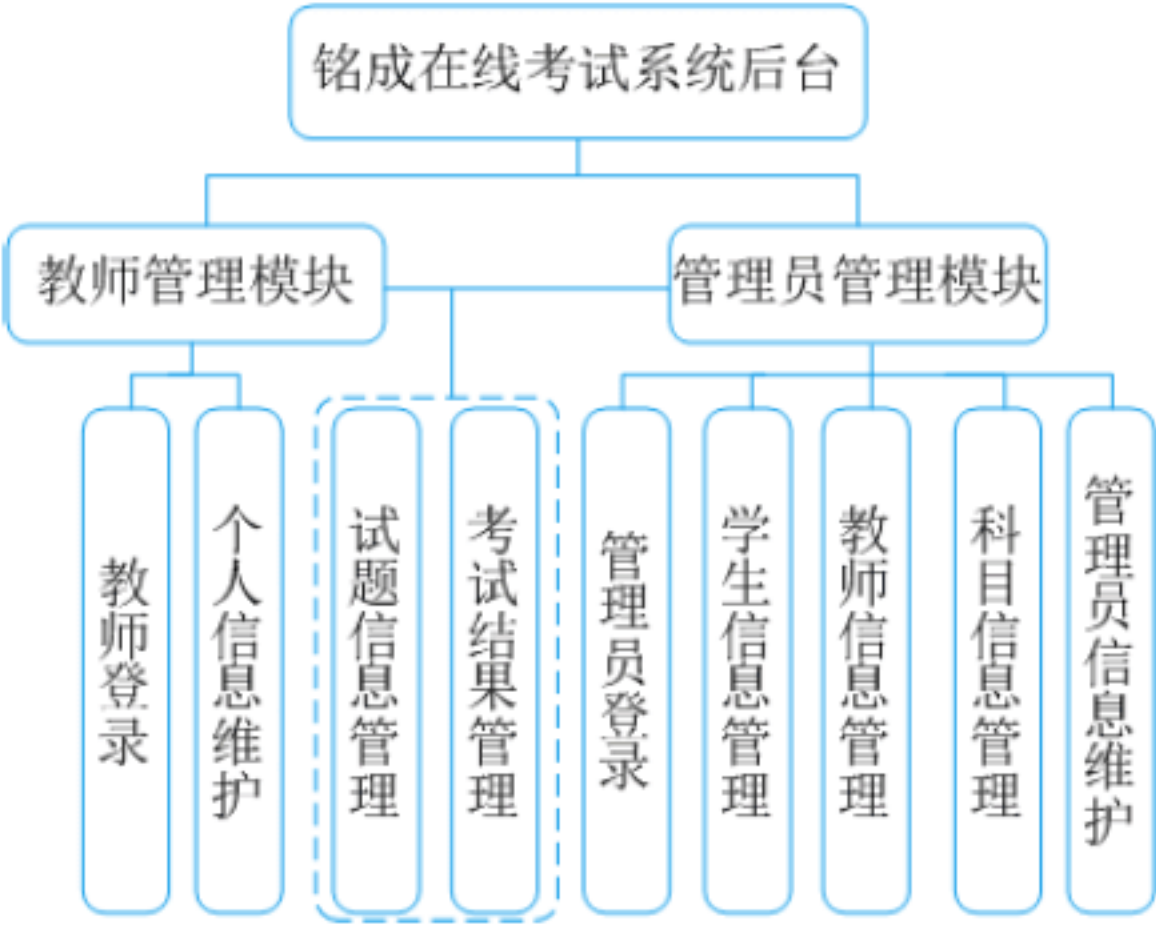 铭成在线考试系统后台
教师管理模块
管理员管理模块
教师登录
个人信息维护
试题信息管理
考试结果管理
管理员登录
学生信息管理
教师信息管理
科目信息管理
管理员信息维护